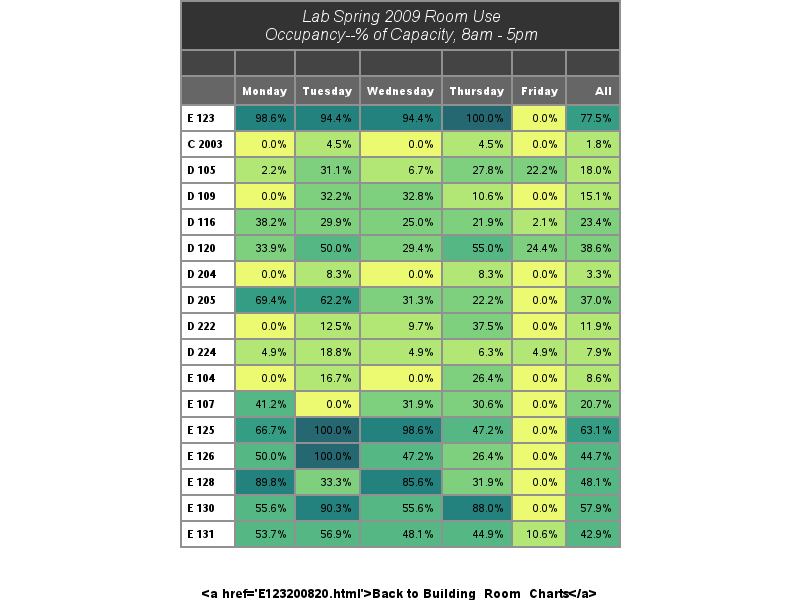 Lab Spring 2009 Room Use
Occupancy--% of Capacity, 8am - 5pm
Monday Tuesday Wednesday Thursday Friday All
E 123 98.6% 94.4% 94.4% 100.0% 0.0% 77.5%
C 2003 0.0% 4.5% 0.0% 4.5% 0.0% 1.8%
D 105 2.2% 31.1% 6.7% 27.8% 22.2% 18.0%
D 109 0.0% 32.2% 32.8% 10.6% 0.0% 15.1%
D 116 38.2% 29.9% 25.0% 21.9% 2.1% 23.4%
D 120 33.9% 50.0% 29.4% 55.0% 24.4% 38.6%
D 204 0.0% 8.3% 0.0% 8.3% 0.0% 3.3%
D 205 69.4% 62.2% 31.3% 22.2% 0.0% 37.0%
D 222 0.0% 12.5% 9.7% 37.5% 0.0% 11.9%
D 224 4.9% 18.8% 4.9% 6.3% 4.9% 7.9%
E 104 0.0% 16.7% 0.0% 26.4% 0.0% 8.6%
E 107 41.2% 0.0% 31.9% 30.6% 0.0% 20.7%
E 125 66.7% 100.0% 98.6% 47.2% 0.0% 63.1%
E 126 50.0% 100.0% 47.2% 26.4% 0.0% 44.7%
E 128 89.8% 33.3% 85.6% 31.9% 0.0% 48.1%
E 130 55.6% 90.3% 55.6% 88.0% 0.0% 57.9%
E 131 53.7% 56.9% 48.1% 44.9% 10.6% 42.9%
<a href='E123200820.html'>Back to Building_Room_Charts</a>